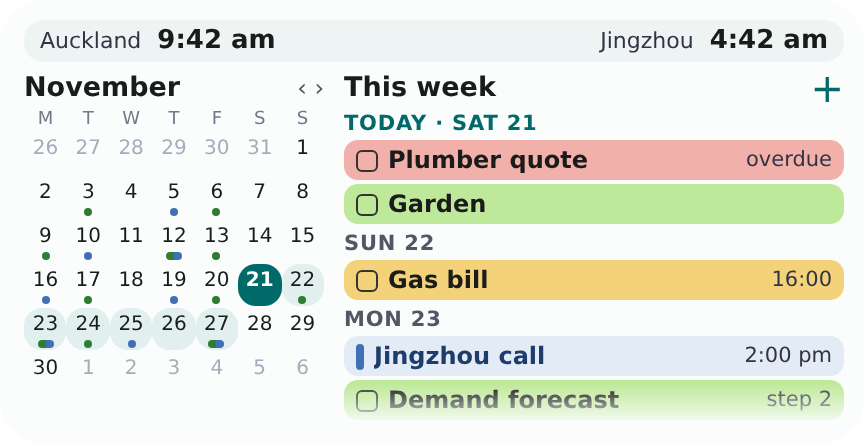 Auckland 9:42 am
Jingzhou 4:42 am
November ‹ ›
M T W T F S S
26 27 28 29 30 31 1
2 3 4 5 6 7 8
9 10 11 12 13 14 15
16 17 18 19 20 21 22
23 24 25 26 27 28 29
30 1 2 3 4 5 6
This week +
TODAY · SAT 21
Plumber quote overdue
Garden
SUN 22
Gas bill 16:00
MON 23
Jingzhou call 2:00 pm
Demand forecast step 2